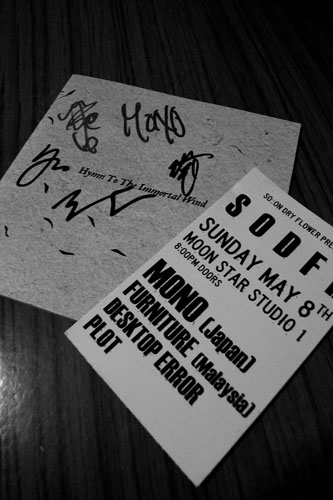 MONO
Hymn To The Immortal Wind
SO::ON DRY FLOWER PRE
SODF
SUNDAY MAY 8TH
MOON STAR STUDIO 1
8:00PM DOORS
MONO (Japan)
FURNITURE (Malaysia)
DESKTOP ERROR
PLOT